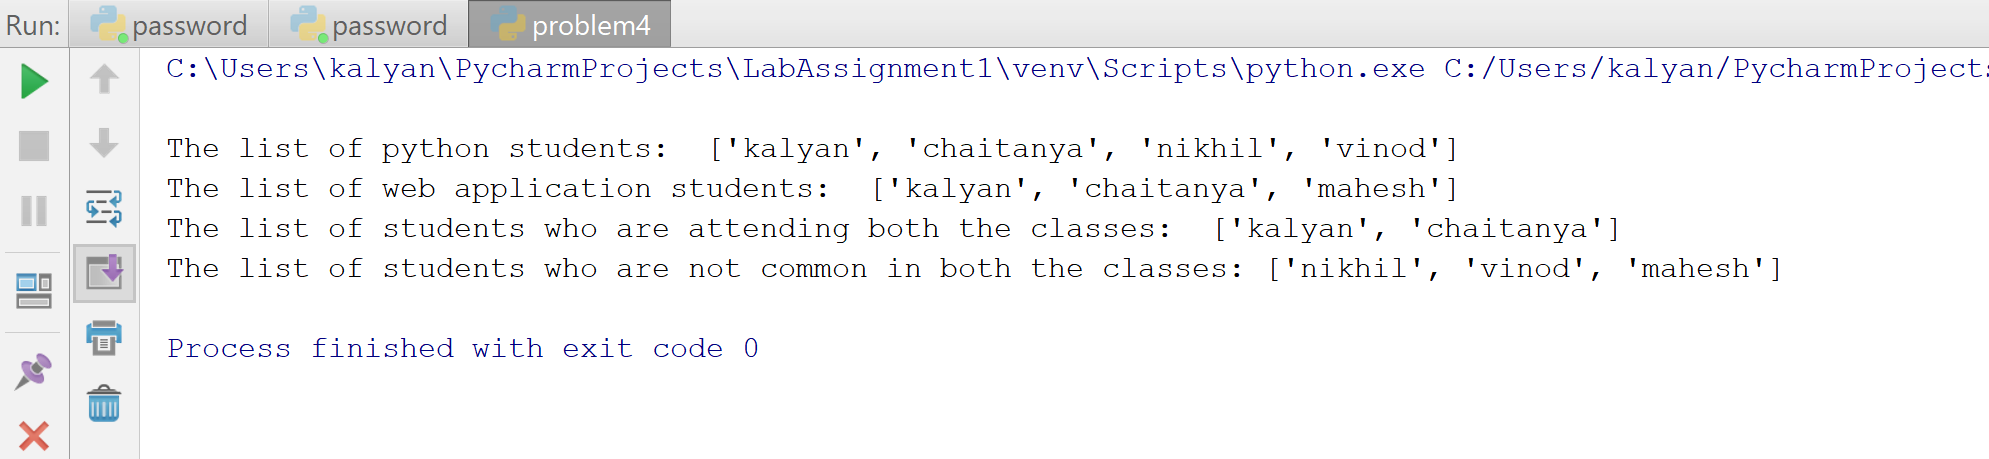 Run: password password problem4
C:\Users\kalyan\PycharmProjects\LabAssignment1\venv\Scripts\python.exe C:/Users/kalyan/PycharmProjects
The list of python students:  ['kalyan', 'chaitanya', 'nikhil', 'vinod']
The list of web application students:  ['kalyan', 'chaitanya', 'mahesh']
The list of students who are attending both the classes:  ['kalyan', 'chaitanya']
The list of students who are not common in both the classes: ['nikhil', 'vinod', 'mahesh']
Process finished with exit code 0